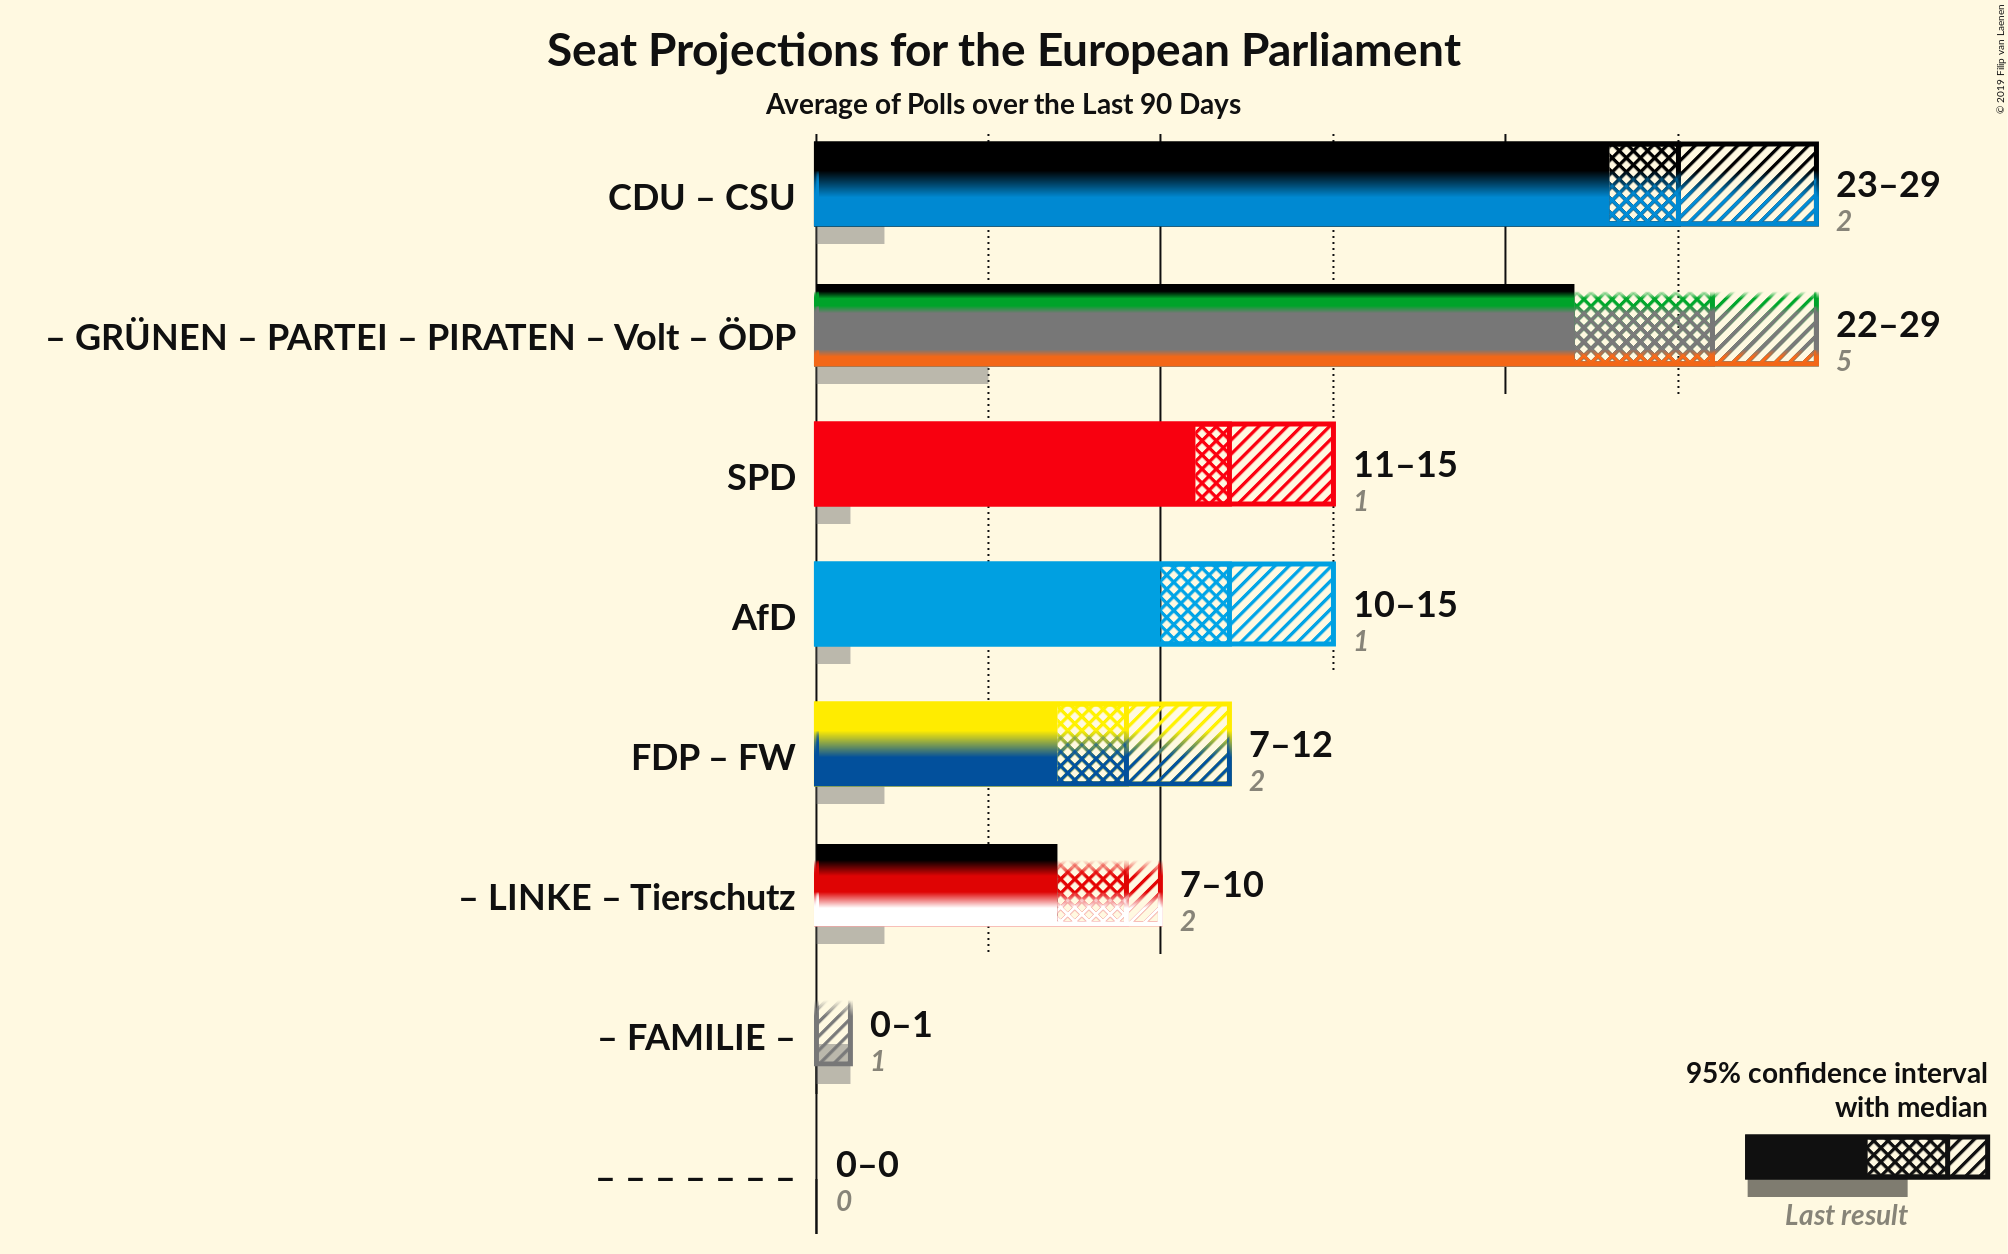 Seat Projections for the European Parliament
Average of Polls over the Last 90 Days
© 2019 Filip van Laenen
CDU – CSU
23–29
2
– GRÜNEN – PARTEI – PIRATEN – Volt – ÖDP
22–29
5
SPD
11–15
1
AfD
10–15
1
FDP – FW
7–12
2
– LINKE – Tierschutz
7–10
2
– FAMILIE –
0–1
1
– – – – – – –
0–0
0
95% confidence interval
with median
Last result